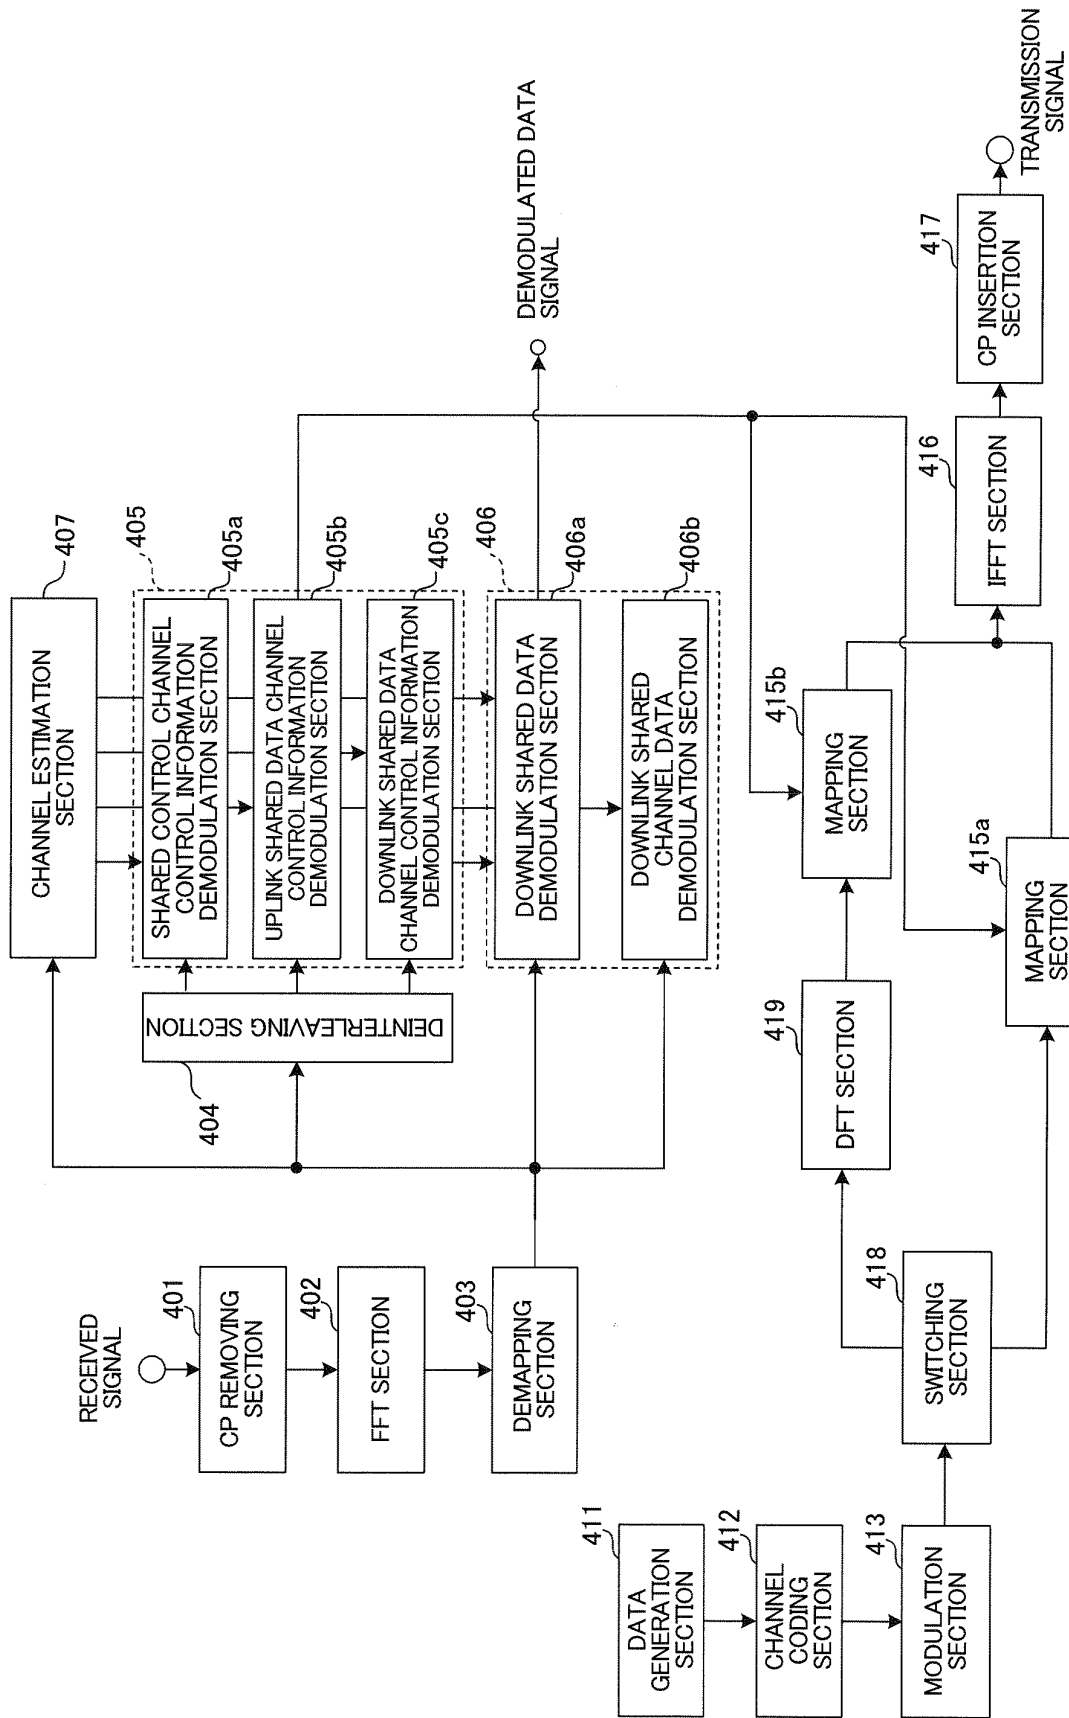 RECEIVED
SIGNAL
401
CP REMOVING
SECTION
402
FFT SECTION
403
DEMAPPING
SECTION
404
DEINTERLEAVING SECTION
407
CHANNEL ESTIMATION
SECTION
405
405a
SHARED CONTROL CHANNEL
CONTROL INFORMATION
DEMODULATION SECTION
405b
UPLINK SHARED DATA CHANNEL
CONTROL INFORMATION
DEMODULATION SECTION
405c
DOWNLINK SHARED DATA
CHANNEL CONTROL INFORMATION
DEMODULATION SECTION
406
406a
DOWNLINK SHARED DATA
DEMODULATION SECTION
406b
DOWNLINK SHARED
CHANNEL DATA
DEMODULATION SECTION
DEMODULATED DATA
SIGNAL
411
DATA
GENERATION
SECTION
412
CHANNEL
CODING
SECTION
413
MODULATION
SECTION
418
SWITCHING
SECTION
419
DFT SECTION
415b
MAPPING
SECTION
415a
MAPPING
SECTION
416
IFFT SECTION
417
CP INSERTION
SECTION
TRANSMISSION
SIGNAL